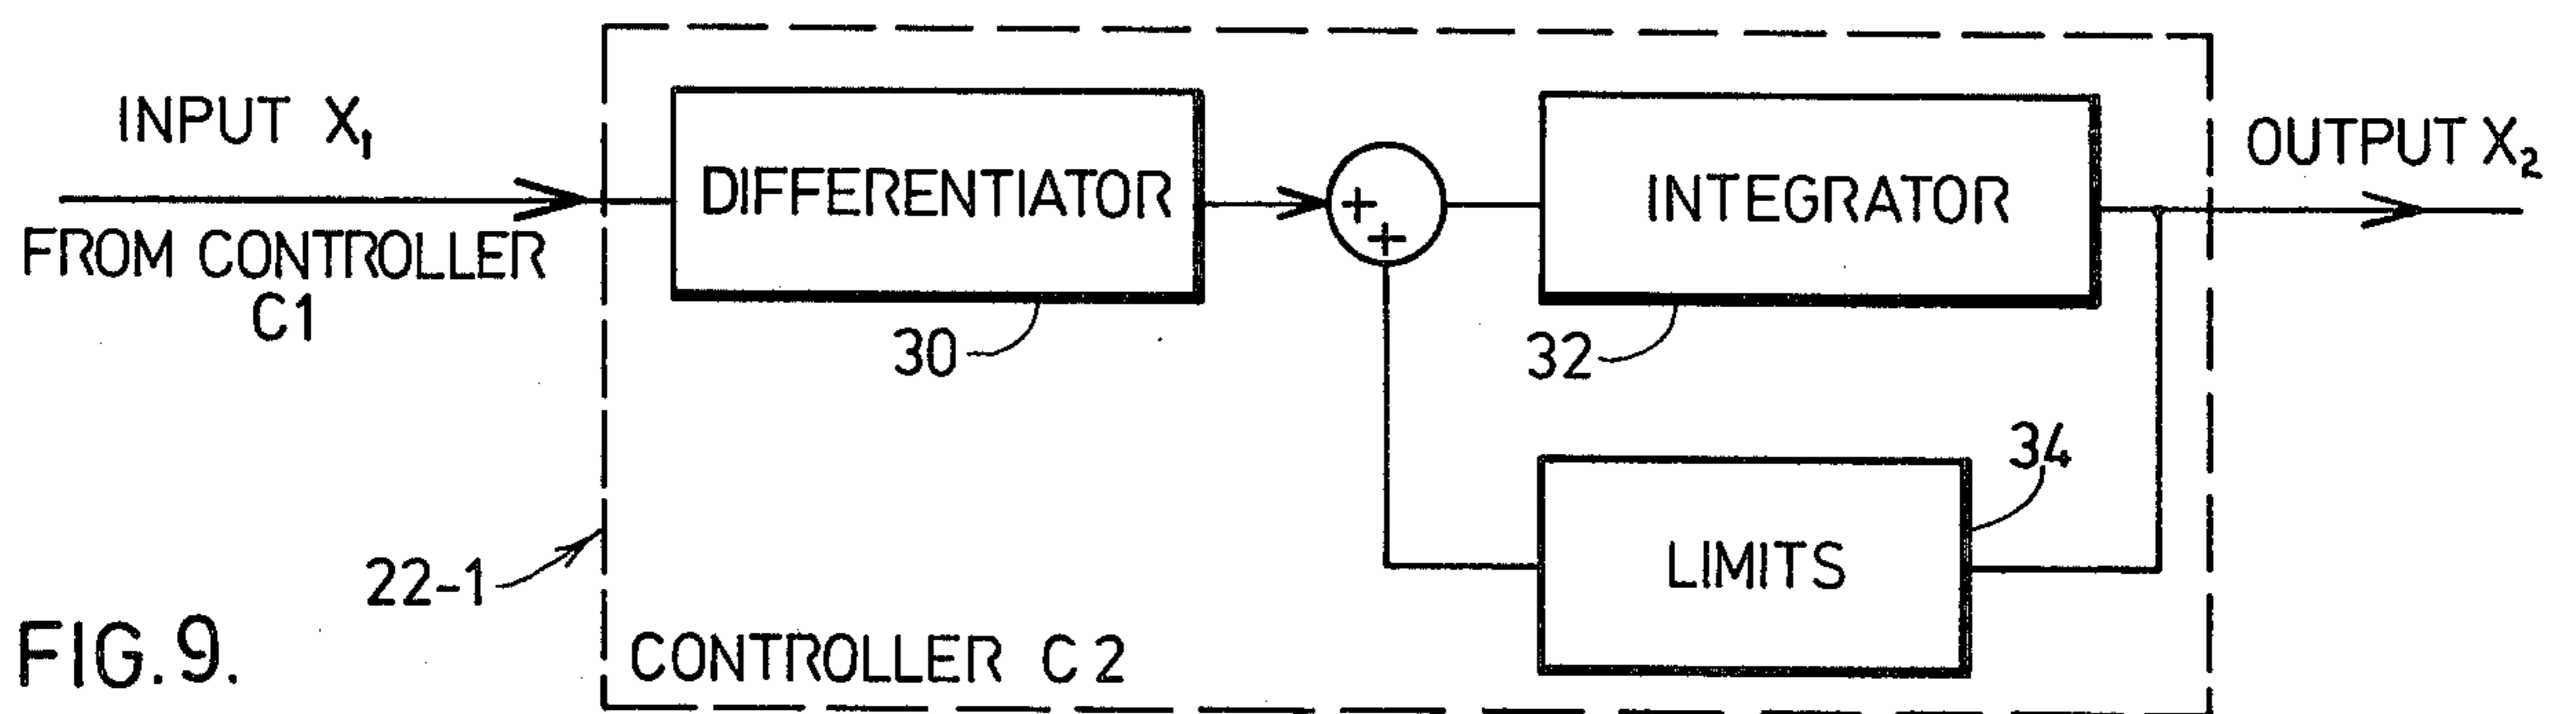 INPUT X1
FROM CONTROLLER
C1
DIFFERENTIATOR
30
+
+
INTEGRATOR
32
OUTPUT X2
LIMITS
34
22-1
CONTROLLER C2
FIG. 9.